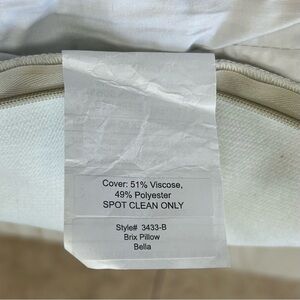 Cover: 51% Viscose,
49% Polyester
SPOT CLEAN ONLY
Style# 3433-B
Brix Pillow
Bella